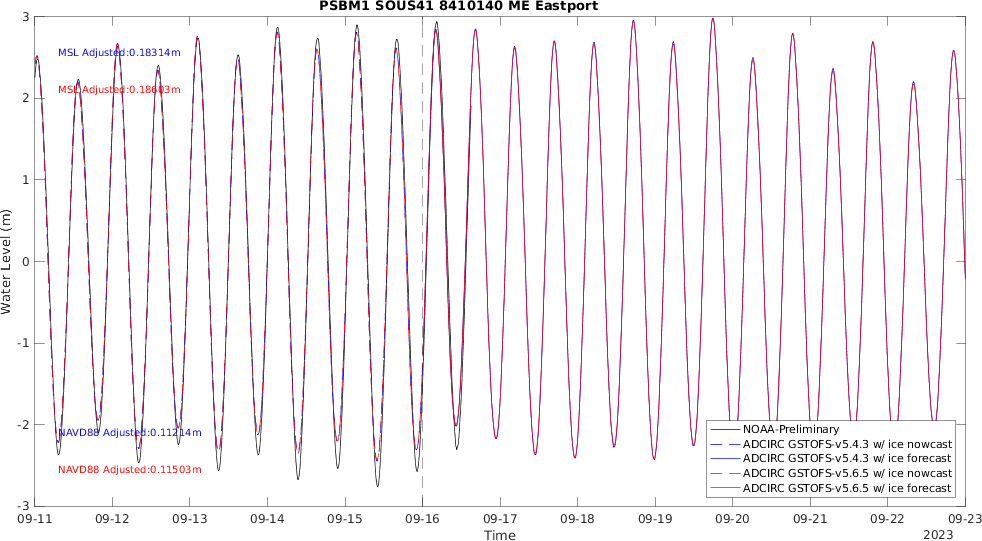 PSBM1 SOUS41 8410140 ME Eastport
3
MSL Adjusted:0.18314m
MSL Adjusted:0.18603m
2
1
0
Water Level (m)
-1
-2
NAVD88 Adjusted:0.11214m
NAVD88 Adjusted:0.11503m
-3
NOAA-Preliminary
ADCIRC GSTOFS-v5.4.3 w/ ice nowcast
ADCIRC GSTOFS-v5.4.3 w/ ice forecast
ADCIRC GSTOFS-v5.6.5 w/ ice nowcast
ADCIRC GSTOFS-v5.6.5 w/ ice forecast
09-11 09-12 09-13 09-14 09-15 09-16 09-17 09-18 09-19 09-20 09-21 09-22 09-23
Time
2023